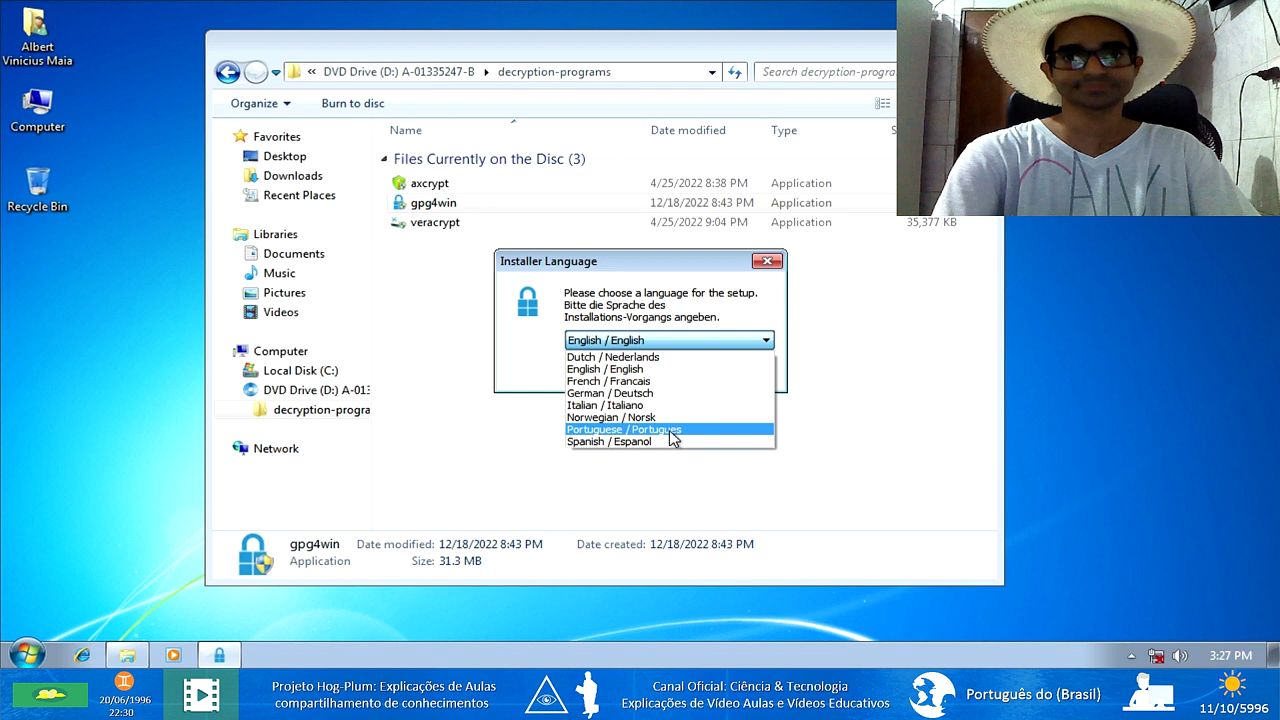 Albert
Vinicius Maia
Computer
Recycle Bin
« DVD Drive (D:) A-01335247-B ▸ decryption-programs
Search decryption-progra
Organize
Burn to disc
Favorites
Desktop
Downloads
Recent Places
Libraries
Documents
Music
Pictures
Videos
Computer
Local Disk (C:)
DVD Drive (D:) A-013
decryption-progra
Network
Name Date modified Type
Files Currently on the Disc (3)
axcrypt 4/25/2022 8:38 PM Application
gpg4win 12/18/2022 8:43 PM Application
veracrypt 4/25/2022 9:04 PM Application 35,377 KB
Installer Language
Please choose a language for the setup.
Bitte die Sprache des
Installations-Vorgangs angeben.
English / English
Dutch / Nederlands
English / English
French / Francais
German / Deutsch
Italian / Italiano
Norwegian / Norsk
Portuguese / Portugues
Spanish / Espanol
gpg4win Date modified: 12/18/2022 8:43 PM Date created: 12/18/2022 8:43 PM
Application Size: 31.3 MB
3:27 PM
20/06/1996
22:30
Projeto Hog-Plum: Explicações de Aulas
compartilhamento de conhecimentos
Canal Oficial: Ciência & Tecnologia
Explicações de Vídeo Aulas e Vídeos Educativos
Português do (Brasil)
11/10/5996